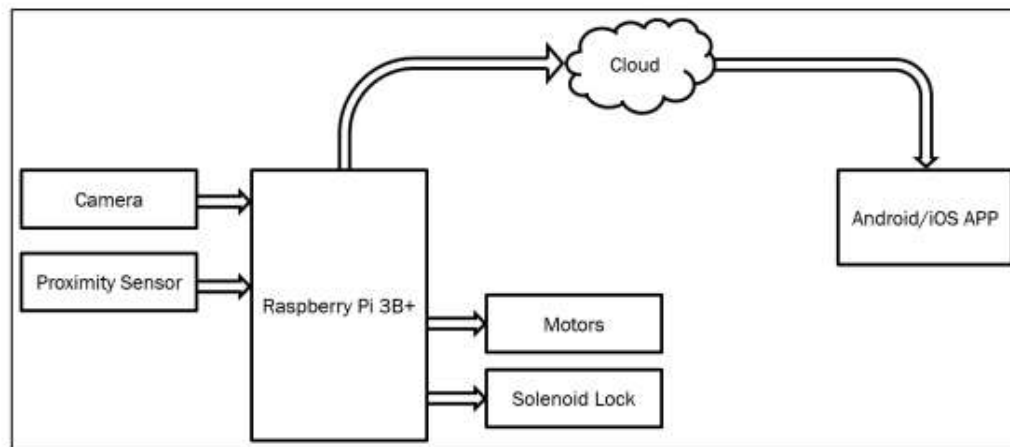 Cloud
Camera
Android/iOS APP
Proximity Sensor
Raspberry Pi 3B+
Motors
Solenoid Lock